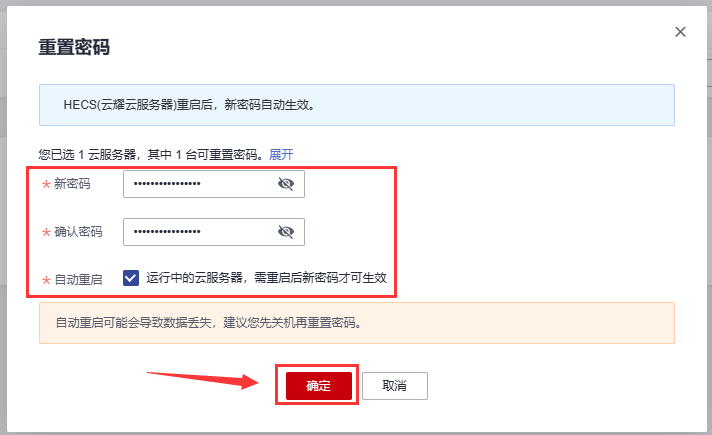 重置密码
HECS(云耀云服务器)重启后，新密码自动生效。
您已选 1 云服务器，其中 1 台可重置密码。展开
* 新密码 ••••••••••••••••
* 确认密码 ••••••••••••••••
* 自动重启 运行中的云服务器，需重启后新密码才可生效
自动重启可能会导致数据丢失，建议您先关机再重置密码。
确定 取消